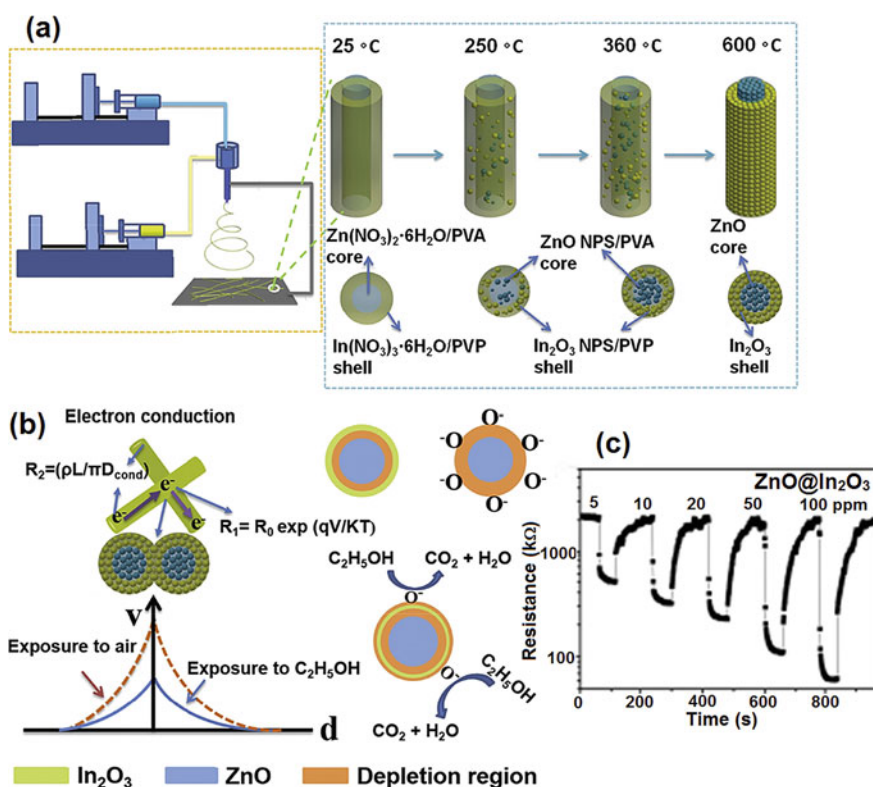 (a)
25 °C 250 °C 360 °C 600 °C
Zn(NO₃)₂·6H₂O/PVA
core
ZnO NPS/PVA
core
ZnO
core
In(NO₃)₃·6H₂O/PVP
shell
In₂O₃ NPS/PVP
shell
In₂O₃
shell
(b)
Electron conduction
R₂=(ρL/πD_cond)
e⁻
e⁻
e⁻
R₁= R₀ exp (qV/KT)
V
Exposure to air
Exposure to C₂H₅OH
d
O⁻
⁻O O⁻
⁻O O⁻
O⁻
C₂H₅OH CO₂ + H₂O
O⁻
O⁻
C₂H₅OH
CO₂ + H₂O
(c)
ZnO@In₂O₃
5 10 20 50 100 ppm
Resistance (kΩ)
1000
100
0 200 400 600 800
Time (s)
In₂O₃ ZnO Depletion region